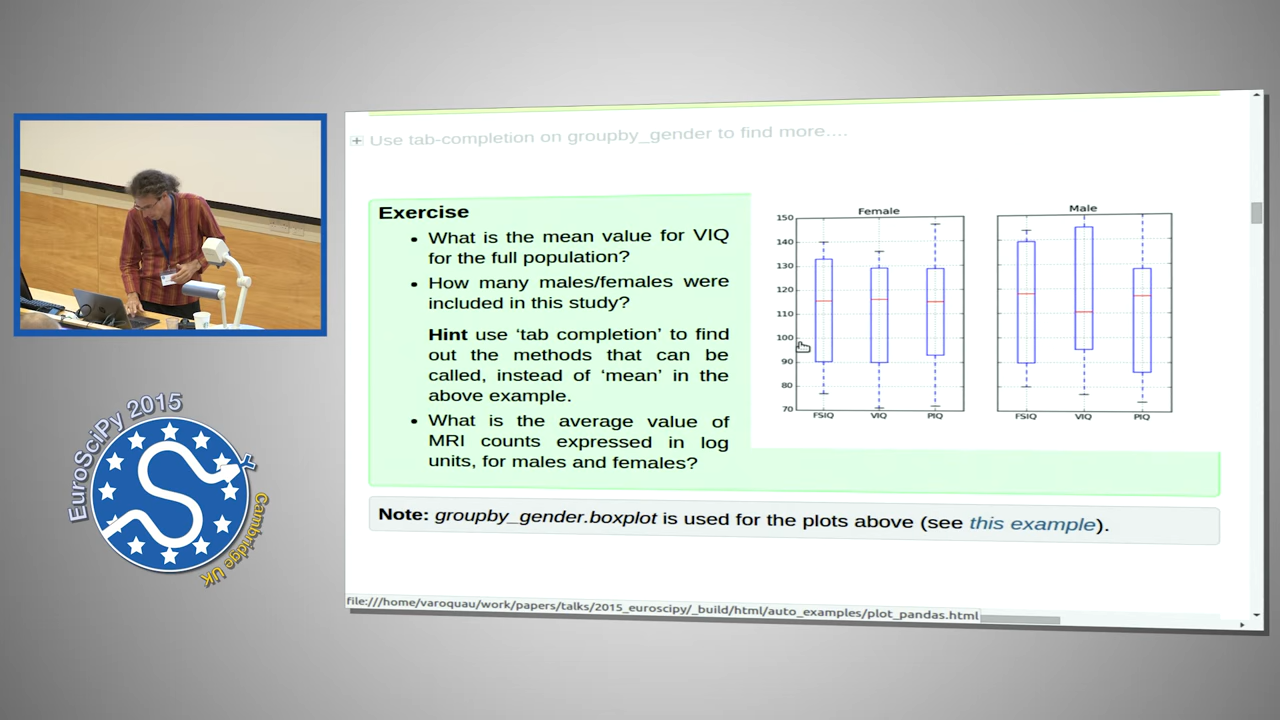 Use tab-completion on groupby_gender to find more....
Exercise
• What is the mean value for VIQ
for the full population?
• How many males/females were
included in this study?
Hint use ‘tab completion’ to find
out the methods that can be
called, instead of ‘mean’ in the
above example.
• What is the average value of
MRI counts expressed in log
units, for males and females?
Female
150
140
130
120
110
100
90
80
70
FSIQ VIQ PIQ
Male
FSIQ VIQ PIQ
Note: groupby_gender.boxplot is used for the plots above (see this example).
file:///home/varoquau/work/papers/talks/2015_euroscipy/_build/html/auto_examples/plot_pandas.html
EuroSciPy 2015
Cambridge UK